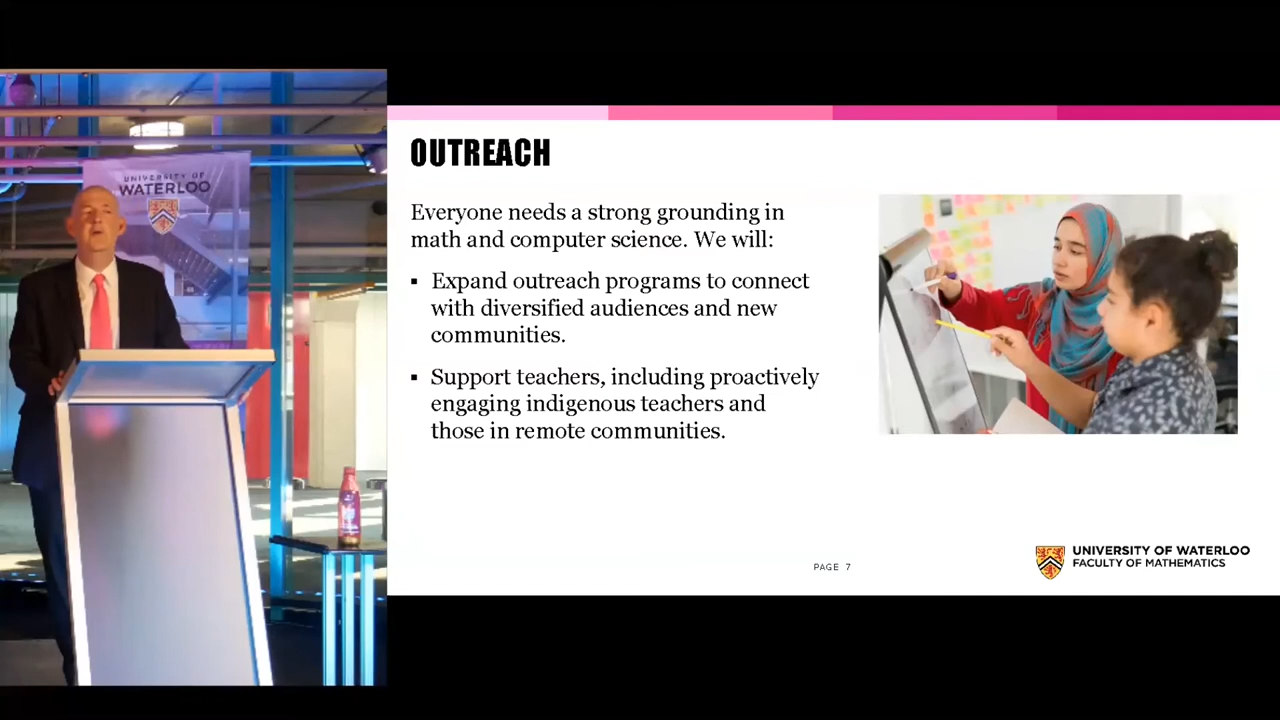 UNIVERSITY OF
WATERLOO
OUTREACH
Everyone needs a strong grounding in
math and computer science. We will:
▪ Expand outreach programs to connect
with diversified audiences and new
communities.
▪ Support teachers, including proactively
engaging indigenous teachers and
those in remote communities.
PAGE 7
UNIVERSITY OF WATERLOO
FACULTY OF MATHEMATICS